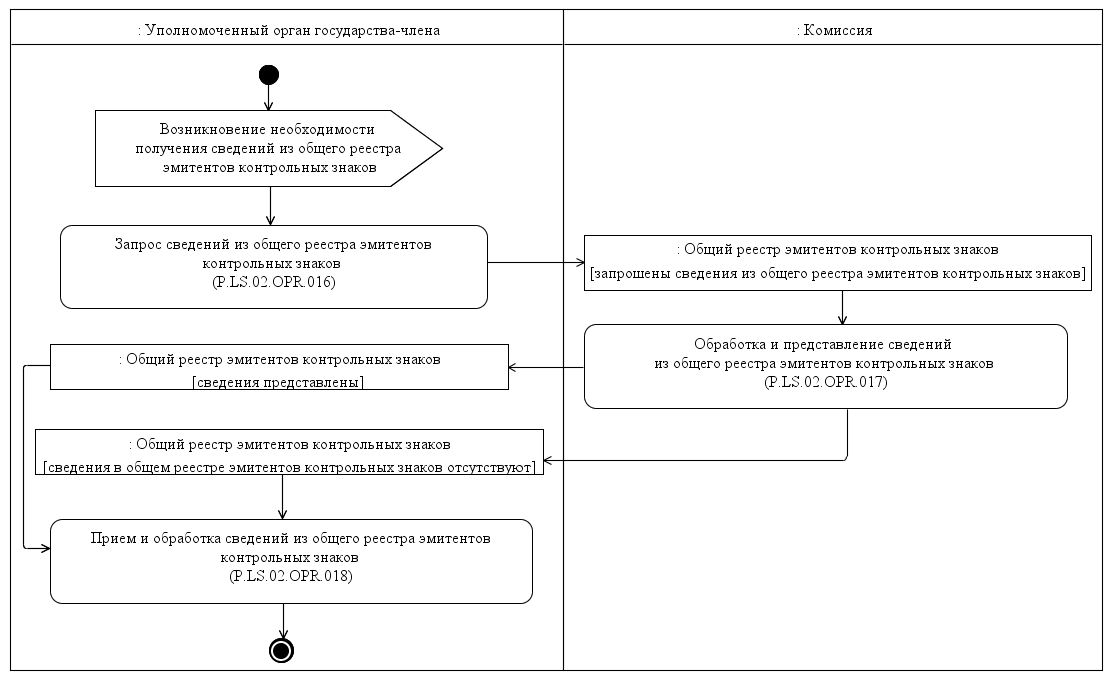 : Уполномоченный орган государства-члена
: Комиссия
Возникновение необходимости
получения сведений из общего реестра
эмитентов контрольных знаков
Запрос сведений из общего реестра эмитентов
контрольных знаков
(P.LS.02.OPR.016)
: Общий реестр эмитентов контрольных знаков
[запрошены сведения из общего реестра эмитентов контрольных знаков]
Обработка и представление сведений
из общего реестра эмитентов контрольных знаков
(P.LS.02.OPR.017)
: Общий реестр эмитентов контрольных знаков
[сведения представлены]
: Общий реестр эмитентов контрольных знаков
[сведения в общем реестре эмитентов контрольных знаков отсутствуют]
Прием и обработка сведений из общего реестра эмитентов
контрольных знаков
(P.LS.02.OPR.018)